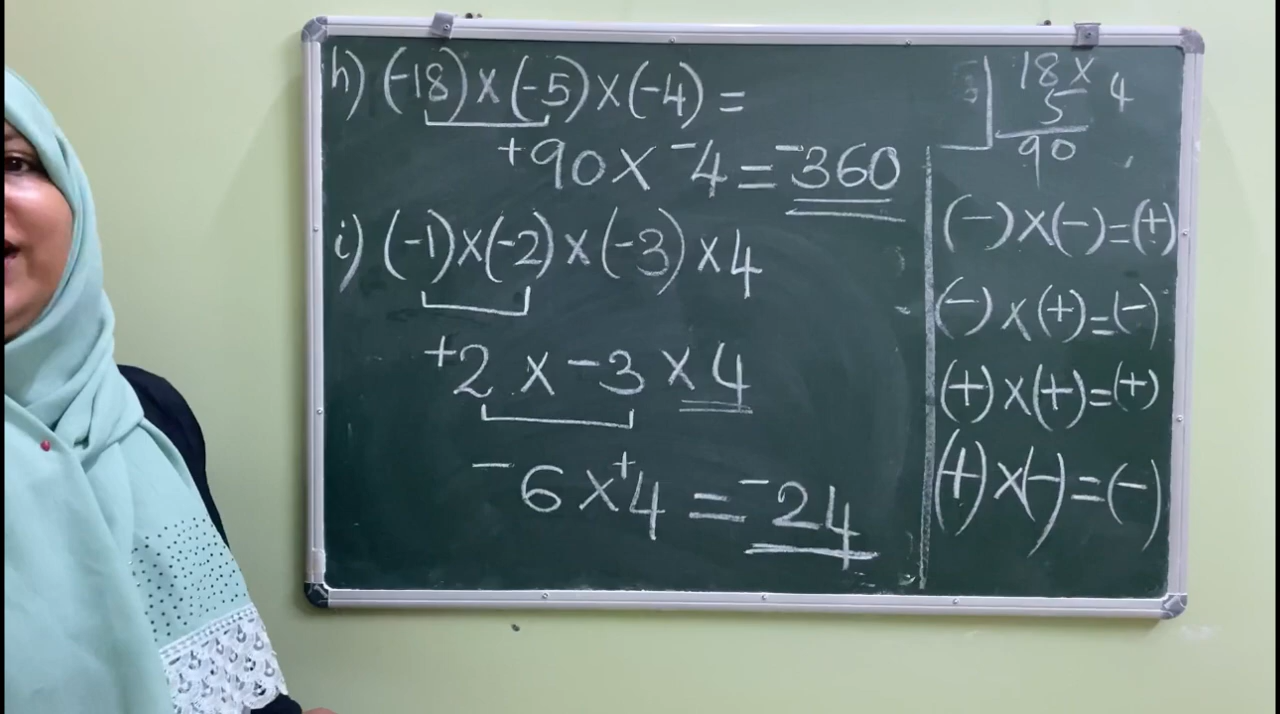 h) (-18) x (-5) x (-4) =
+90 x -4 = -360
i) (-1) x (-2) x (-3) x 4
+2 x -3 x 4
-6 x +4 = -24
18 x
5 4
90
(-) x (-) = (+)
(-) x (+) = (-)
(+) x (+) = (+)
(+) x (-) = (-)